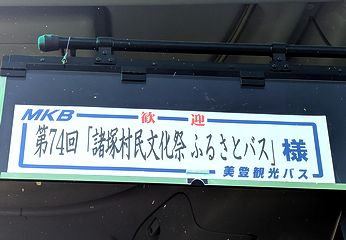 MKB 歓迎
第74回「諸塚村民文化祭 ふるさとバス」様
美登観光バス